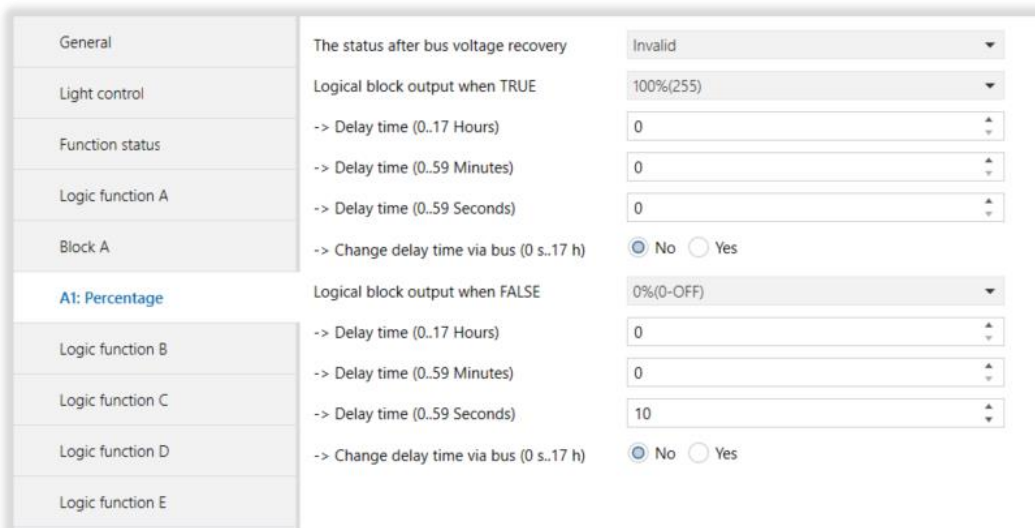 General
Light control
Function status
Logic function A
Block A
A1: Percentage
Logic function B
Logic function C
Logic function D
Logic function E
The status after bus voltage recovery Invalid
Logical block output when TRUE 100%(255)
-> Delay time (0..17 Hours) 0
-> Delay time (0..59 Minutes) 0
-> Delay time (0..59 Seconds) 0
-> Change delay time via bus (0 s..17 h) No Yes
Logical block output when FALSE 0%(0-OFF)
-> Delay time (0..17 Hours) 0
-> Delay time (0..59 Minutes) 0
-> Delay time (0..59 Seconds) 10
-> Change delay time via bus (0 s..17 h) No Yes